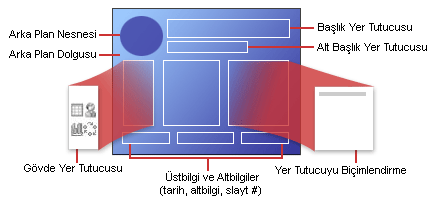 Arka Plan Nesnesi
Başlık Yer Tutucusu
Arka Plan Dolgusu
Alt Başlık Yer Tutucusu
Gövde Yer Tutucusu
Üstbilgi ve Altbilgiler
(tarih, altbilgi, slayt #)
Yer Tutucuyu Biçimlendirme